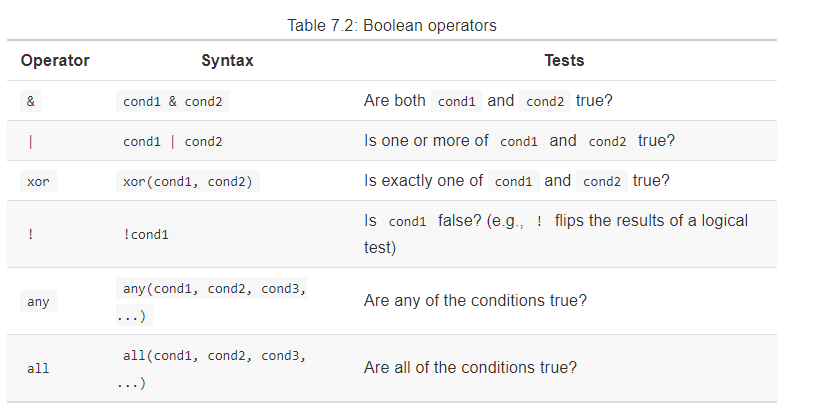 Table 7.2: Boolean operators
Operator Syntax Tests
& cond1 & cond2 Are both cond1 and cond2 true?
| cond1 | cond2 Is one or more of cond1 and cond2 true?
xor xor(cond1, cond2) Is exactly one of cond1 and cond2 true?
! !cond1 Is cond1 false? (e.g., ! flips the results of a logical
test)
any any(cond1, cond2, cond3,
...) Are any of the conditions true?
all all(cond1, cond2, cond3,
...) Are all of the conditions true?